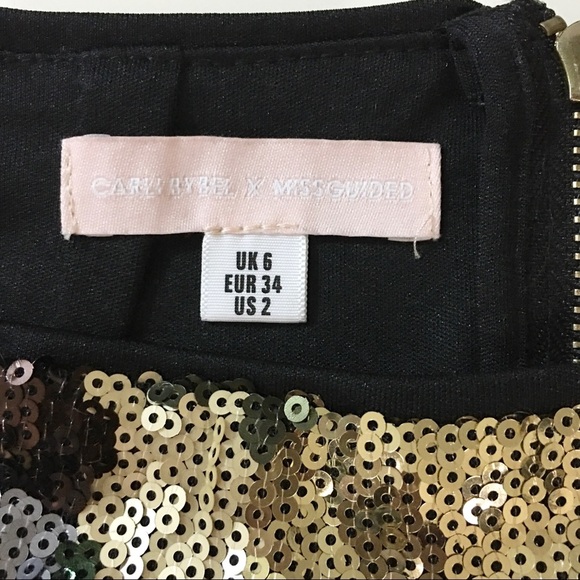 CARLI BYBEL X MISSGUIDED
UK 6
EUR 34
US 2